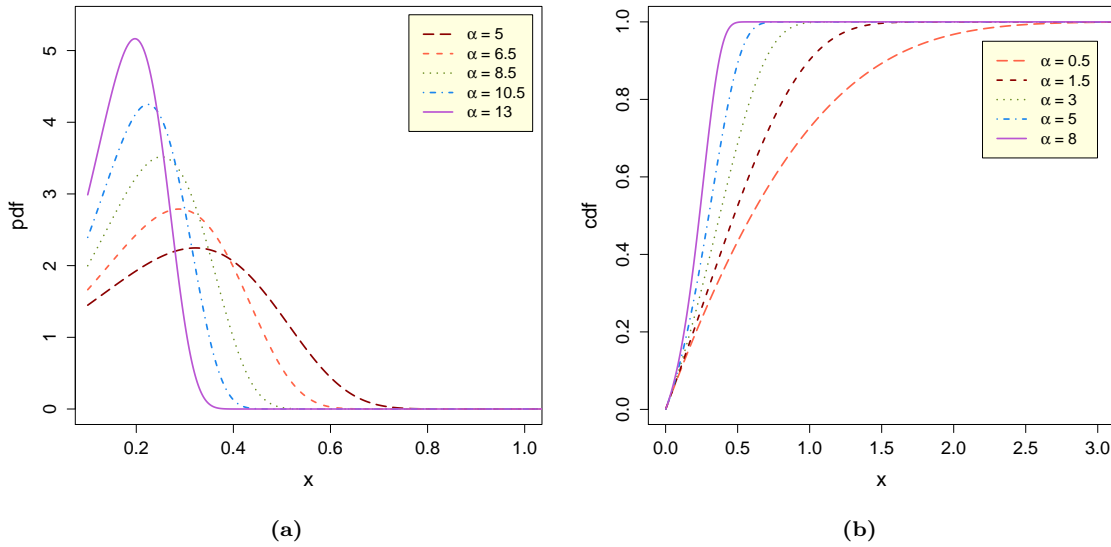 α = 5
α = 6.5
α = 8.5
α = 10.5
α = 13
5
4
3
2
1
0
pdf
0.2 0.4 0.6 0.8 1.0
x
(a)
α = 0.5
α = 1.5
α = 3
α = 5
α = 8
1.0
0.8
0.6
0.4
0.2
0.0
cdf
0.0 0.5 1.0 1.5 2.0 2.5 3.0
x
(b)